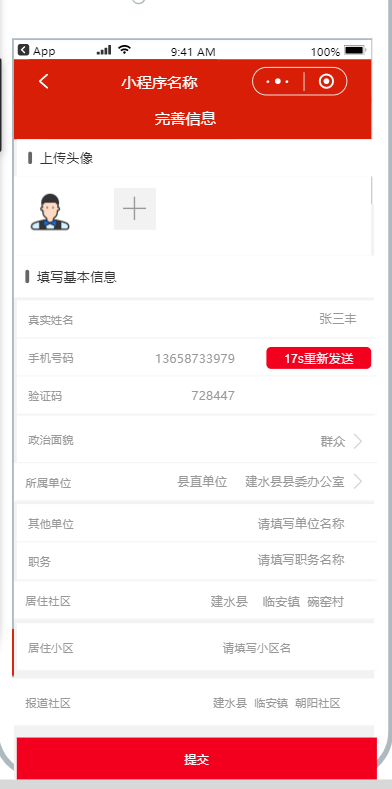 App 9:41 AM 100%
小程序名称
完善信息
上传头像
填写基本信息
真实姓名 张三丰
手机号码 13658733979 17s重新发送
验证码 728447
政治面貌 群众
所属单位 县直单位 建水县县委办公室
其他单位 请填写单位名称
职务 请填写职务名称
居住社区 建水县 临安镇 碗窑村
居住小区 请填写小区名
报道社区 建水县 临安镇 朝阳社区
提交